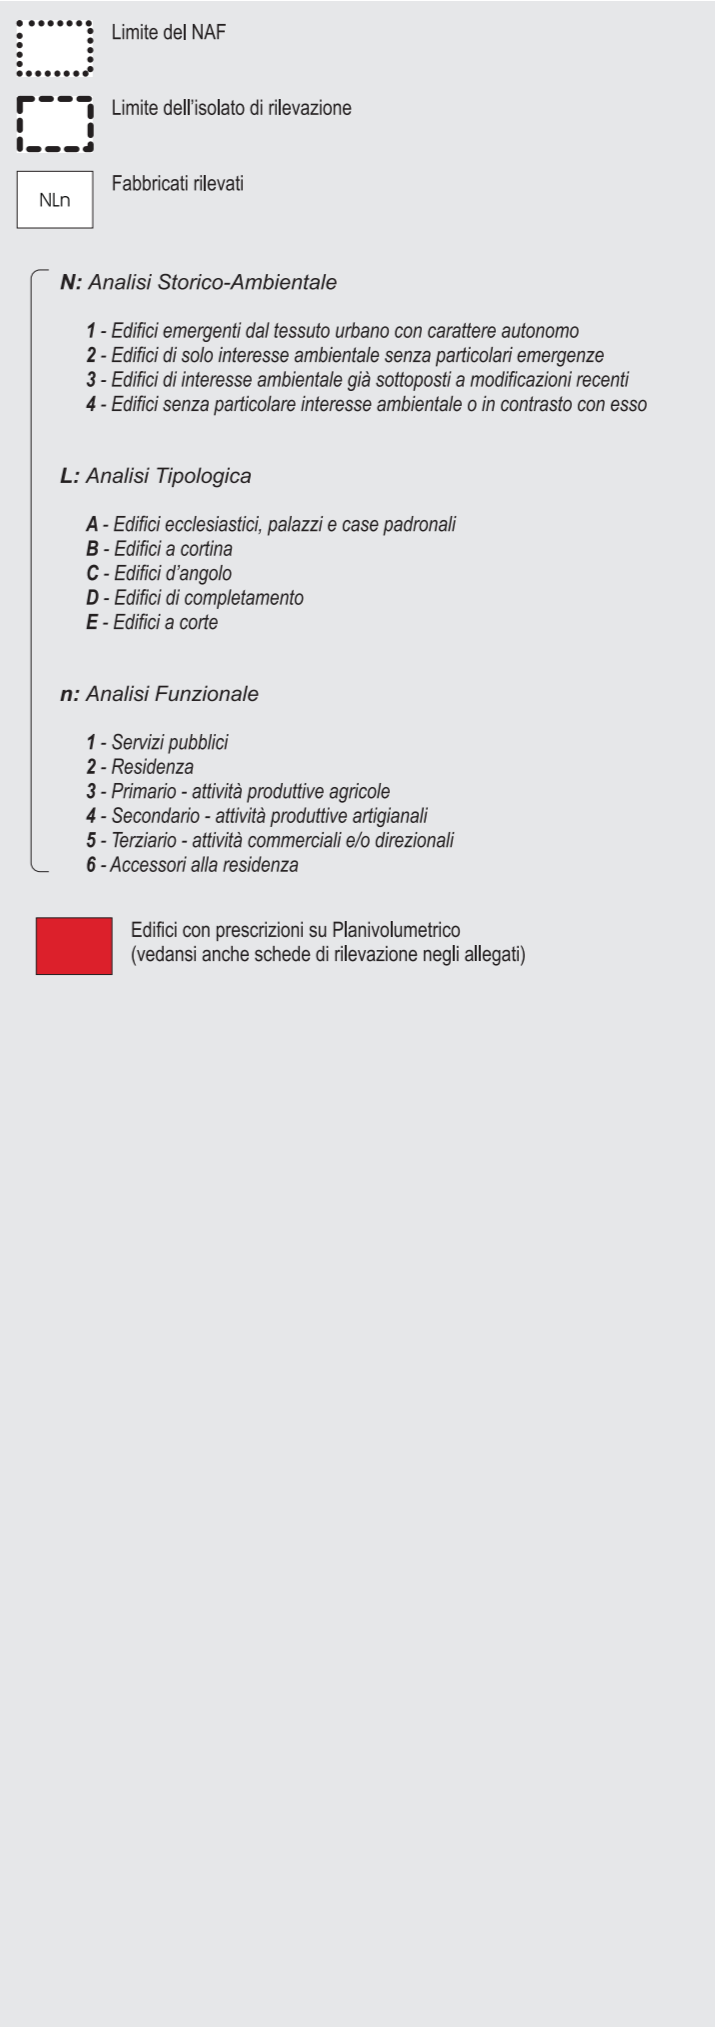 Limite del NAF
Limite dell'isolato di rilevazione
NLn
Fabbricati rilevati
N: Analisi Storico-Ambientale
1 - Edifici emergenti dal tessuto urbano con carattere autonomo
2 - Edifici di solo interesse ambientale senza particolari emergenze
3 - Edifici di interesse ambientale già sottoposti a modificazioni recenti
4 - Edifici senza particolare interesse ambientale o in contrasto con esso
L: Analisi Tipologica
A - Edifici ecclesiastici, palazzi e case padronali
B - Edifici a cortina
C - Edifici d'angolo
D - Edifici di completamento
E - Edifici a corte
n: Analisi Funzionale
1 - Servizi pubblici
2 - Residenza
3 - Primario - attività produttive agricole
4 - Secondario - attività produttive artigianali
5 - Terziario - attività commerciali e/o direzionali
6 - Accessori alla residenza
Edifici con prescrizioni su Planivolumetrico
(vedansi anche schede di rilevazione negli allegati)